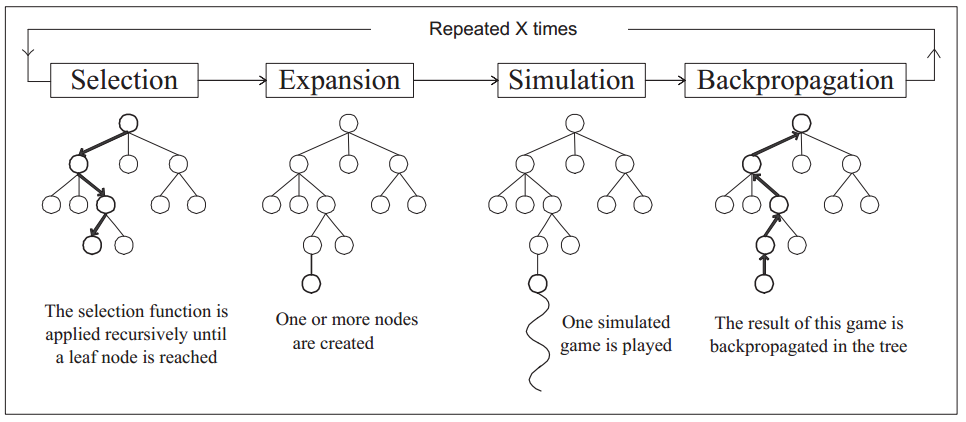 Repeated X times
Selection
Expansion
Simulation
Backpropagation
The selection function is
applied recursively until
a leaf node is reached
One or more nodes
are created
One simulated
game is played
The result of this game is
backpropagated in the tree